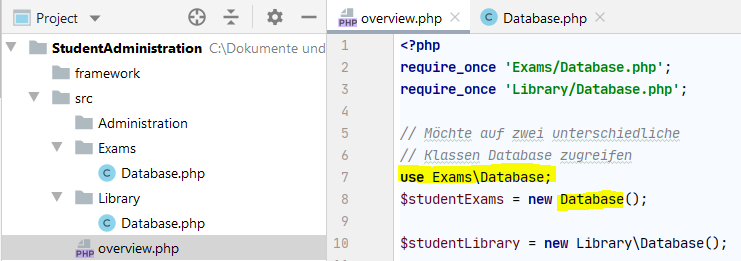 Project
StudentAdministration C:\Dokumente und
framework
src
Administration
Exams
Database.php
Library
Database.php
overview.php
overview.php Database.php
1 <?php
2 require_once 'Exams/Database.php';
3 require_once 'Library/Database.php';
4
5 // Möchte auf zwei unterschiedliche
6 // Klassen Database zugreifen
7 use Exams\Database;
8 $studentExams = new Database();
9
10 $studentLibrary = new Library\Database();